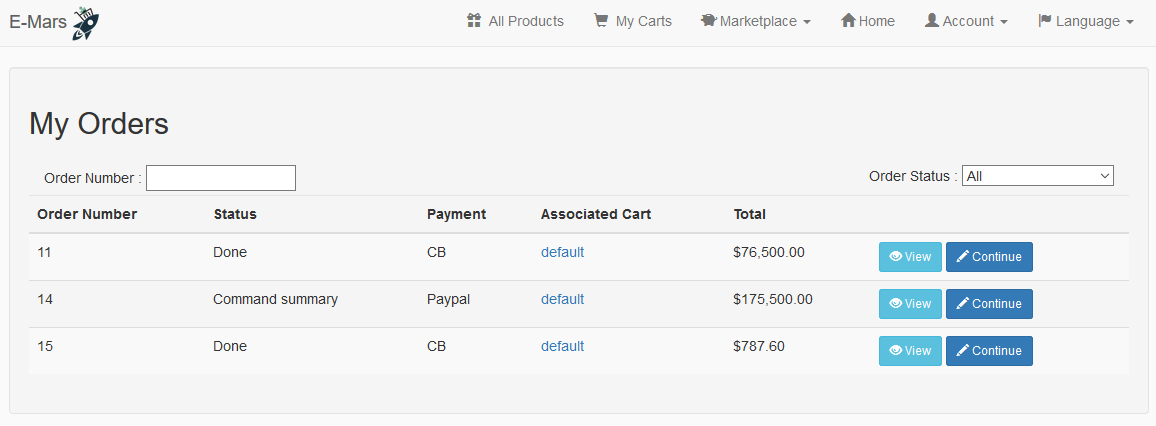 E-Mars All Products My Carts Marketplace Home Account Language
My Orders
Order Number : Order Status : All
Order Number Status Payment Associated Cart Total
11 Done CB default $76,500.00 View Continue
14 Command summary Paypal default $175,500.00 View Continue
15 Done CB default $787.60 View Continue